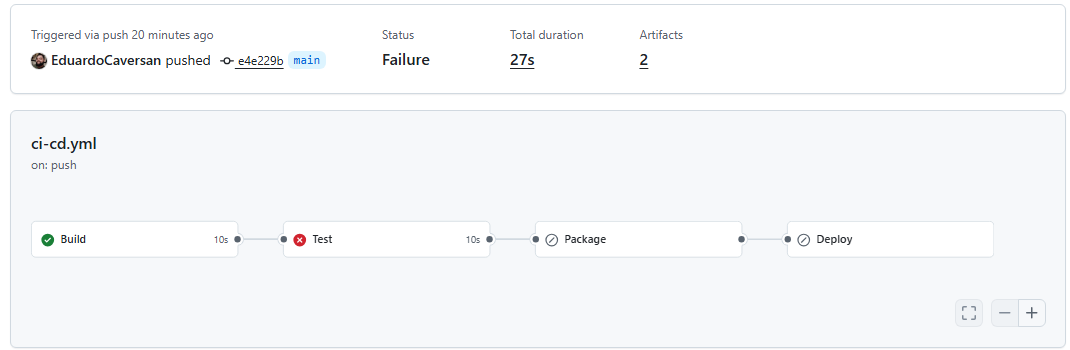 Triggered via push 20 minutes ago
EduardoCaversan pushed e4e229b main
Status
Failure
Total duration
27s
Artifacts
2
ci-cd.yml
on: push
Build 10s
Test 10s
Package
Deploy